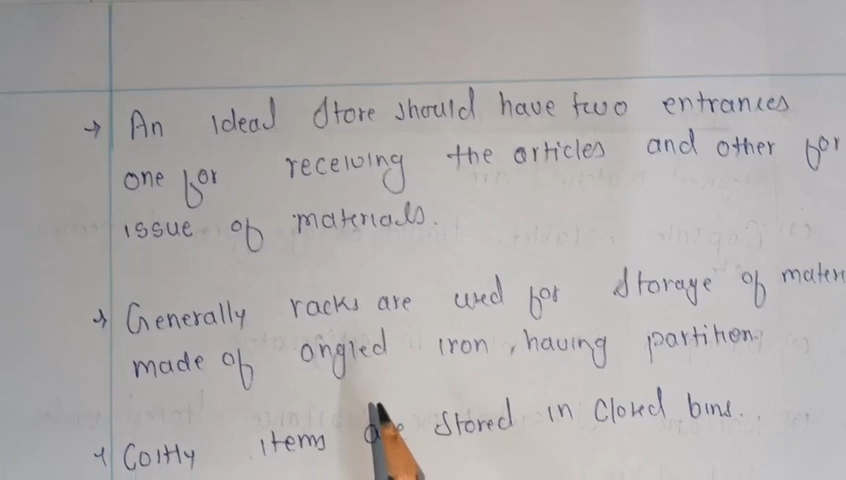 → An ideal store should have two entrances
one for receiving the articles and other for
issue of materials.
→ Generally racks are used for storage of mater
made of angled iron, having partition.
→ Costly items are stored in closed bins.